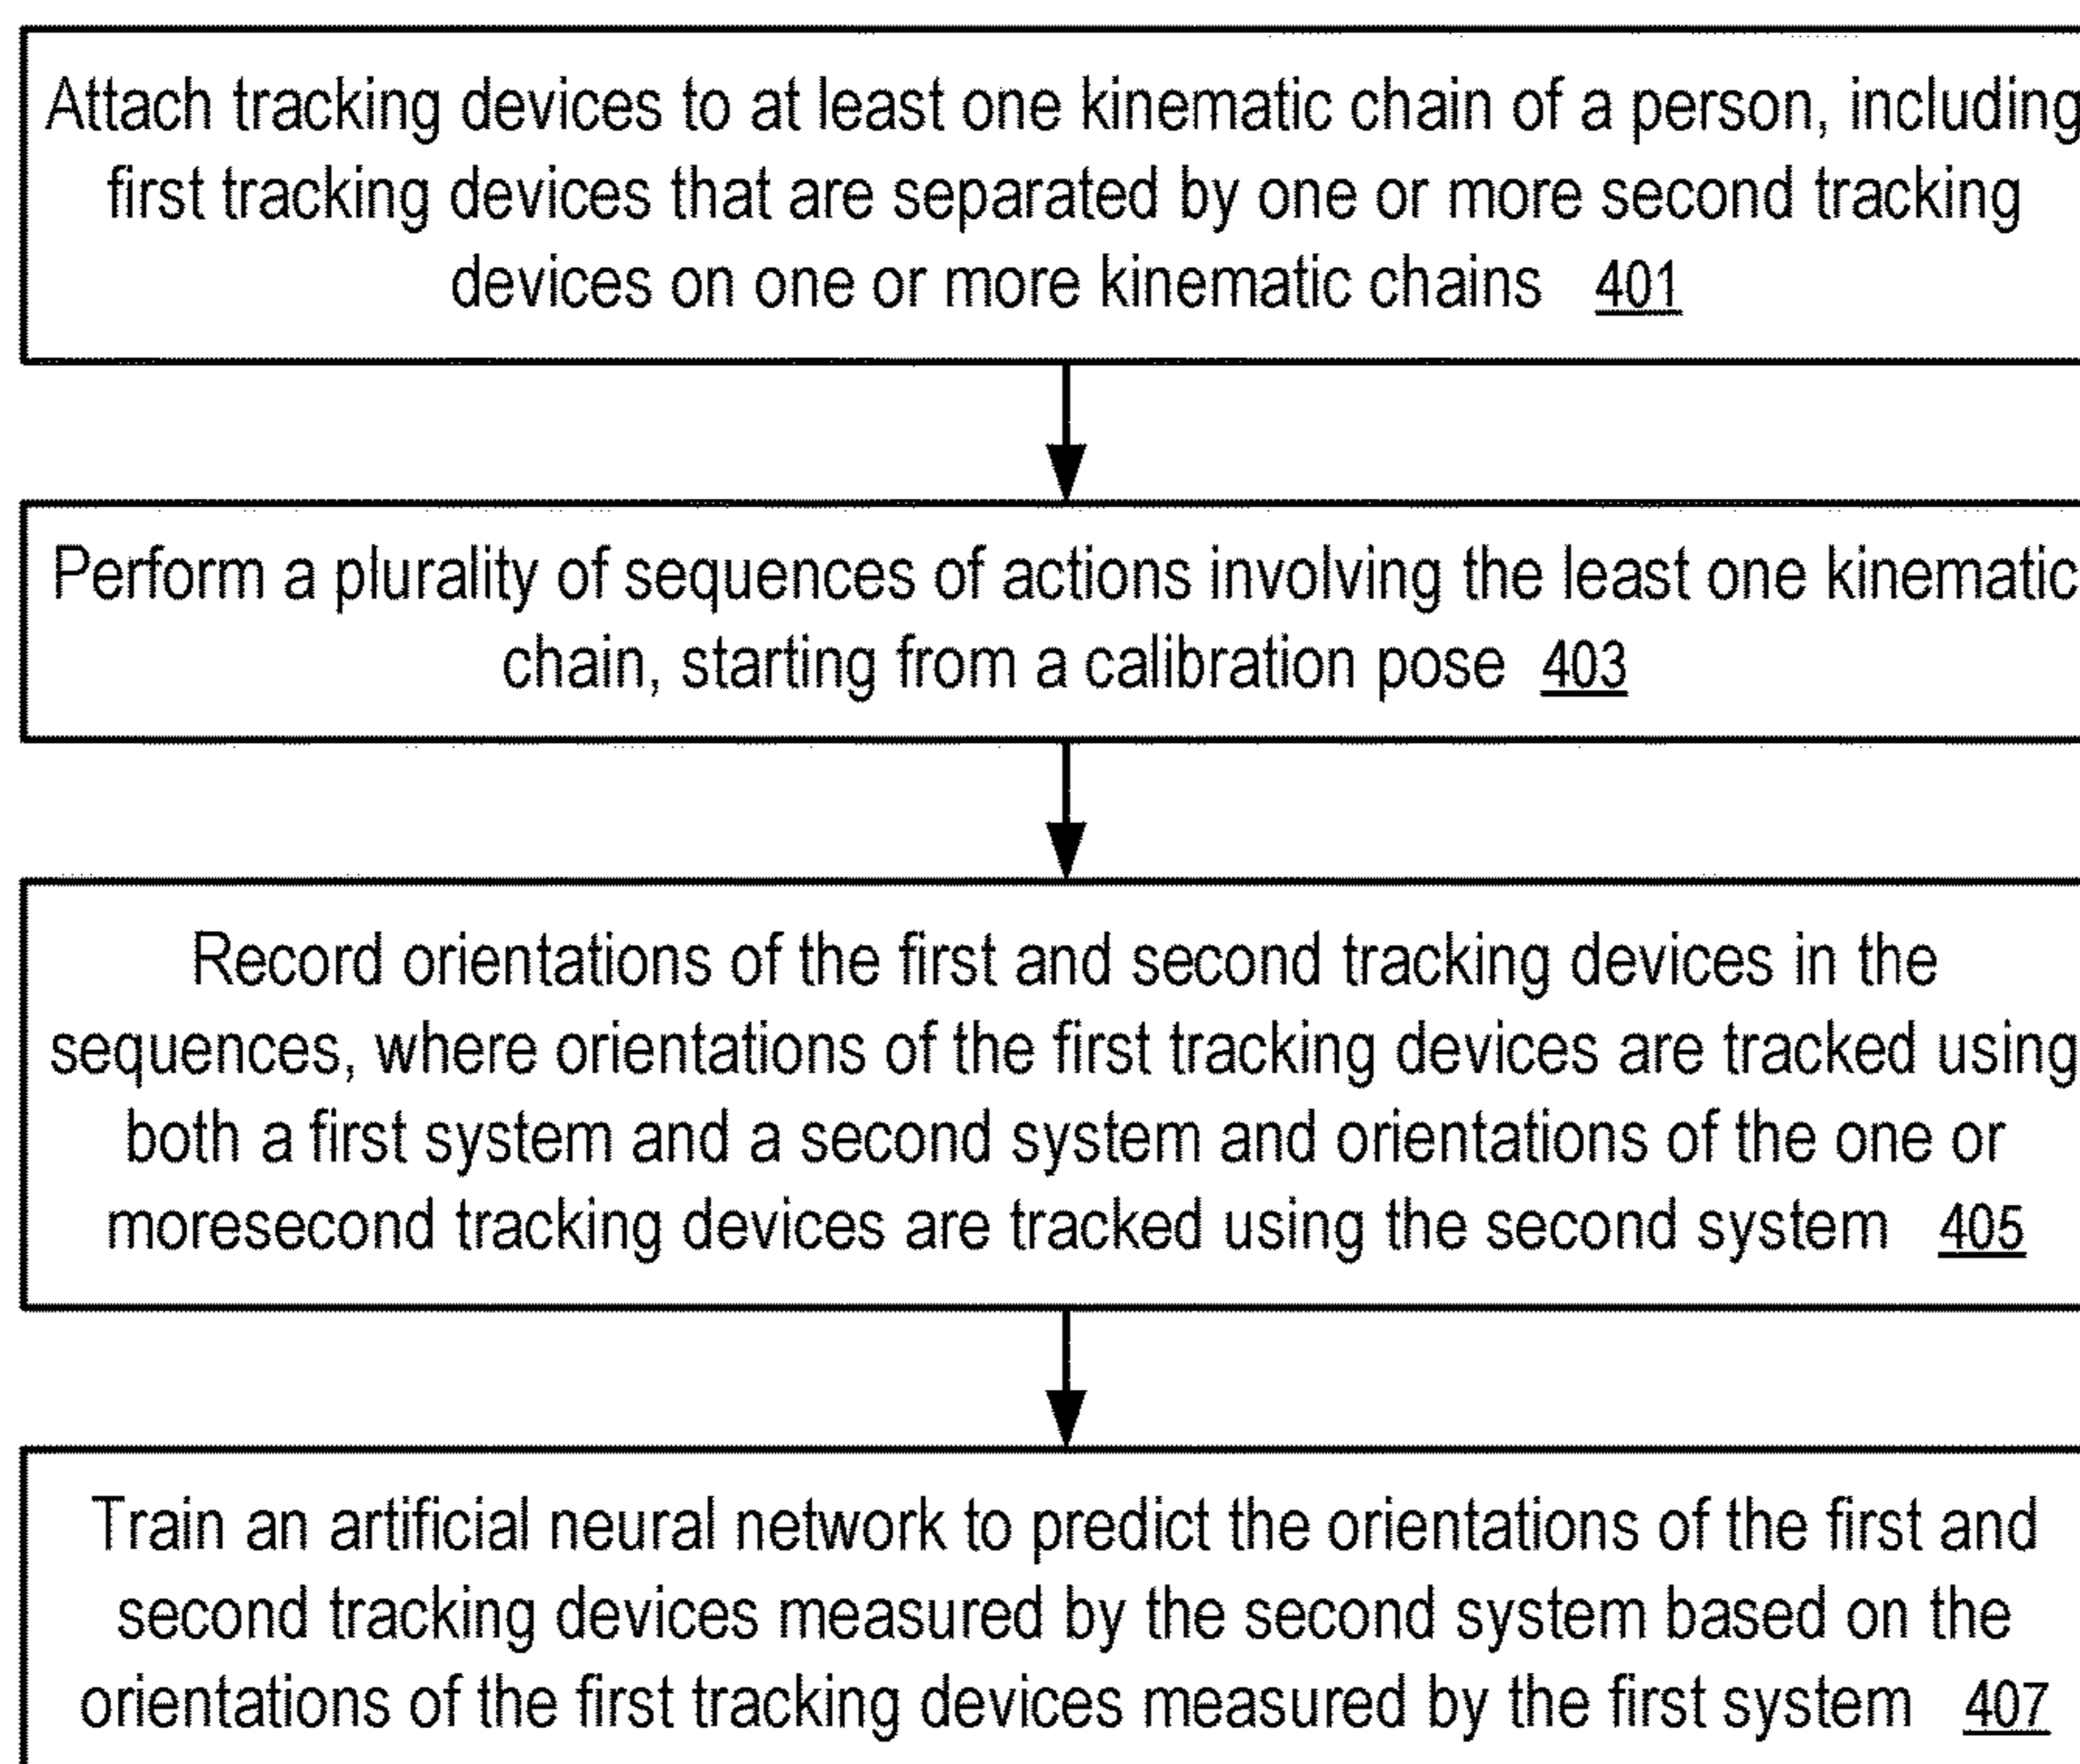 Attach tracking devices to at least one kinematic chain of a person, including
first tracking devices that are separated by one or more second tracking
devices on one or more kinematic chains 401
Perform a plurality of sequences of actions involving the least one kinematic
chain, starting from a calibration pose 403
Record orientations of the first and second tracking devices in the
sequences, where orientations of the first tracking devices are tracked using
both a first system and a second system and orientations of the one or
moresecond tracking devices are tracked using the second system 405
Train an artificial neural network to predict the orientations of the first and
second tracking devices measured by the second system based on the
orientations of the first tracking devices measured by the first system 407